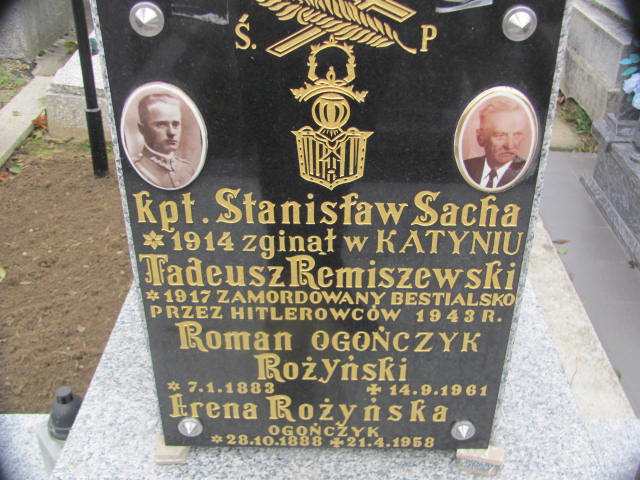 Ś. P
kpt. Stanisław Sacha
* 1914 zginął w KATYNIU
Tadeusz Remiszewski
* 1917 ZAMORDOWANY BESTIALSKO
PRZEZ HITLEROWCÓW 1943 R.
Roman OGOŃCZYK
Rożyński
* 7.1.1883 + 14.9.1961
Irena Rożyńska
OGOŃCZYK
* 28.10.1888 + 21.4.1958